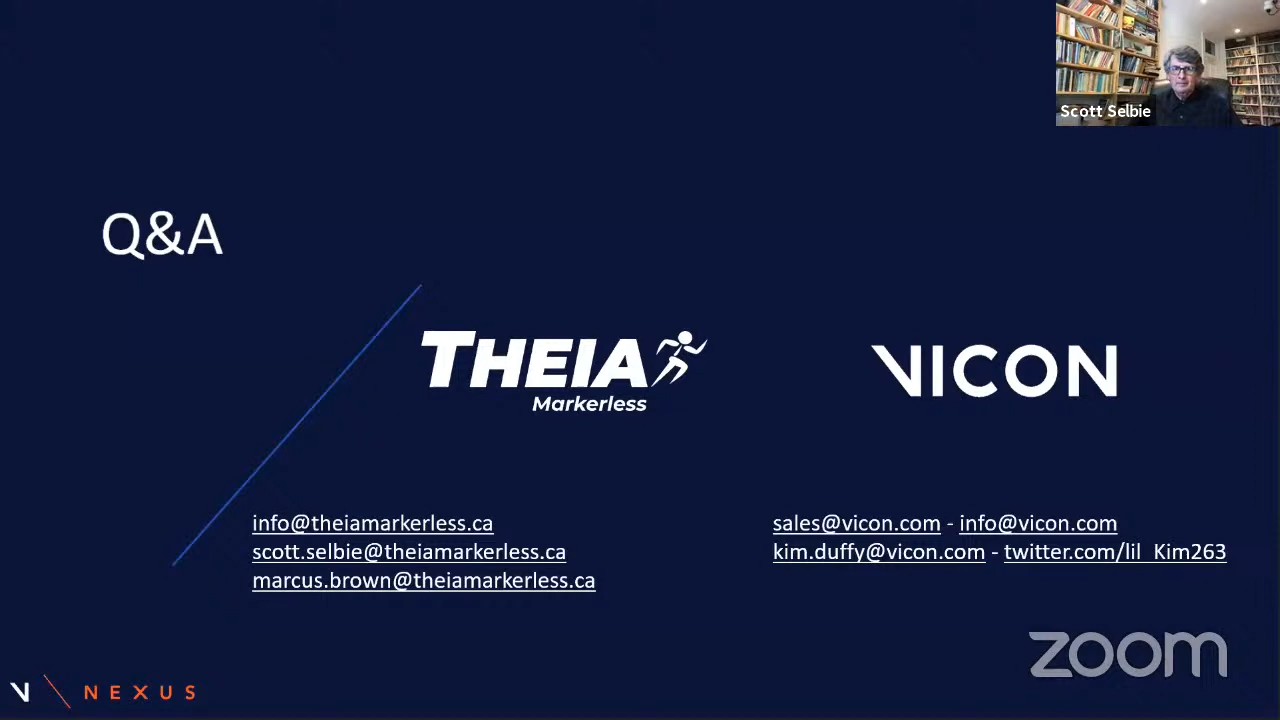 Scott Selbie
Q&A
THEIA
Markerless
VICON
info@theiamarkerless.ca
scott.selbie@theiamarkerless.ca
marcus.brown@theiamarkerless.ca
sales@vicon.com - info@vicon.com
kim.duffy@vicon.com - twitter.com/lil_Kim263
zoom
V NEXUS